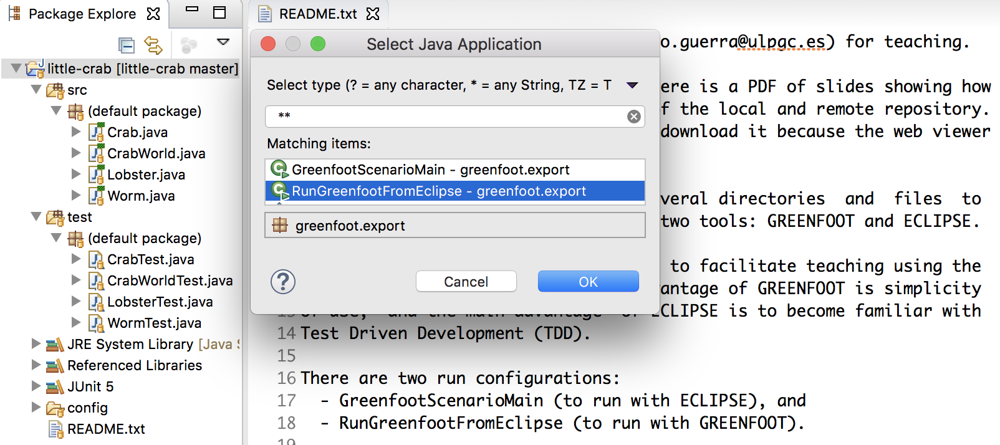 Package Explore
README.txt
little-crab [little-crab master]
src
(default package)
Crab.java
CrabWorld.java
Lobster.java
Worm.java
test
(default package)
CrabTest.java
CrabWorldTest.java
LobsterTest.java
WormTest.java
JRE System Library [Java
Referenced Libraries
JUnit 5
config
README.txt
Select Java Application
Select type (? = any character, * = any String, TZ = T
**
Matching items:
GreenfootScenarioMain - greenfoot.export
RunGreenfootFromEclipse - greenfoot.export
greenfoot.export
Cancel
OK
o.guerra@ulpgc.es) for teaching.
ere is a PDF of slides showing how
f the local and remote repository.
download it because the web viewer
veral directories and files to
two tools: GREENFOOT and ECLIPSE.
to facilitate teaching using the
antage of GREENFOOT is simplicity
ECLIPSE is to become familiar with
14 Test Driven Development (TDD).
15
16 There are two run configurations:
17 - GreenfootScenarioMain (to run with ECLIPSE), and
18 - RunGreenfootFromEclipse (to run with GREENFOOT).